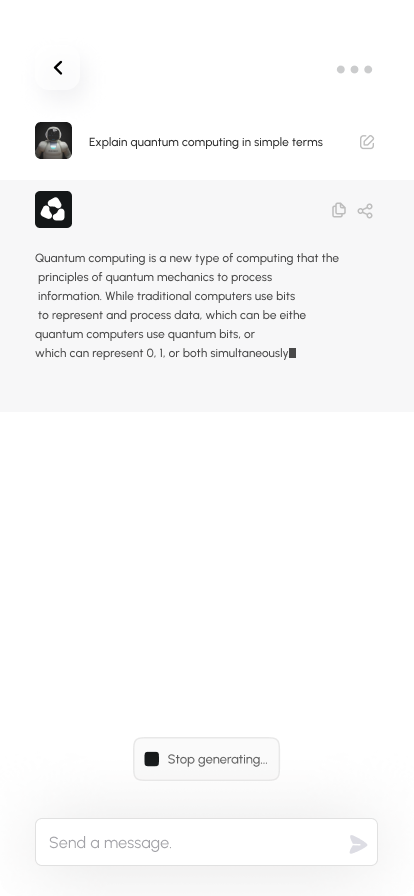 Explain quantum computing in simple terms
Quantum computing is a new type of computing that the
principles of quantum mechanics to process
information. While traditional computers use bits
to represent and process data, which can be eithe
quantum computers use quantum bits, or
which can represent 0, 1, or both simultaneously
Stop generating...
Send a message.